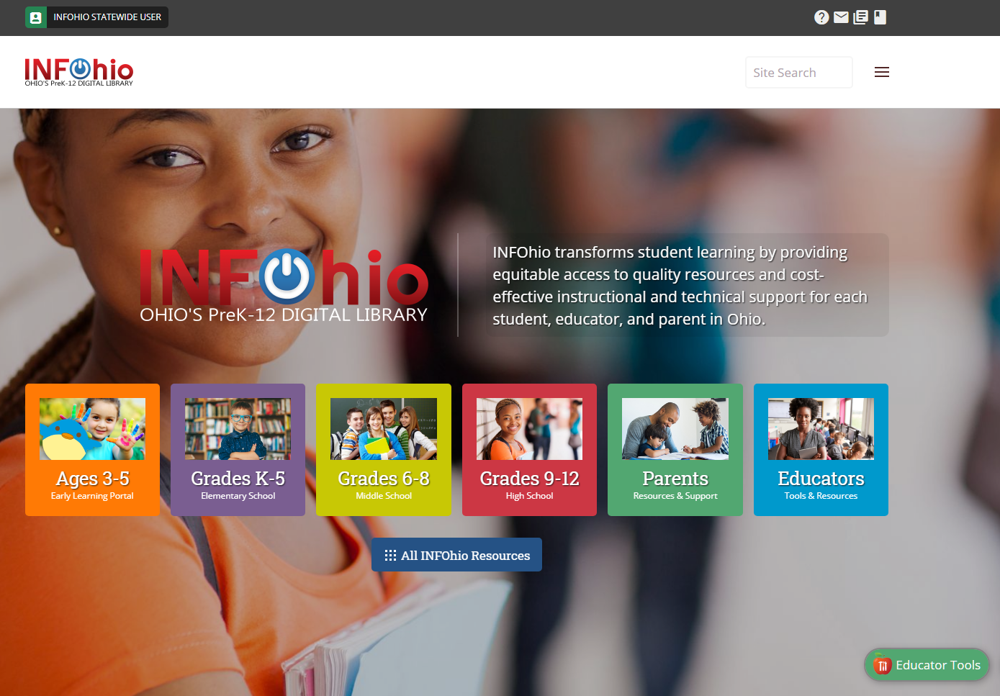 INFOHIO STATEWIDE USER
INFOhio
OHIO'S PreK-12 DIGITAL LIBRARY
Site Search
INFOhio
OHIO'S PreK-12 DIGITAL LIBRARY
INFOhio transforms student learning by providing
equitable access to quality resources and cost-
effective instructional and technical support for each
student, educator, and parent in Ohio.
Ages 3-5
Early Learning Portal
Grades K-5
Elementary School
Grades 6-8
Middle School
Grades 9-12
High School
Parents
Resources & Support
Educators
Tools & Resources
All INFOhio Resources
Educator Tools